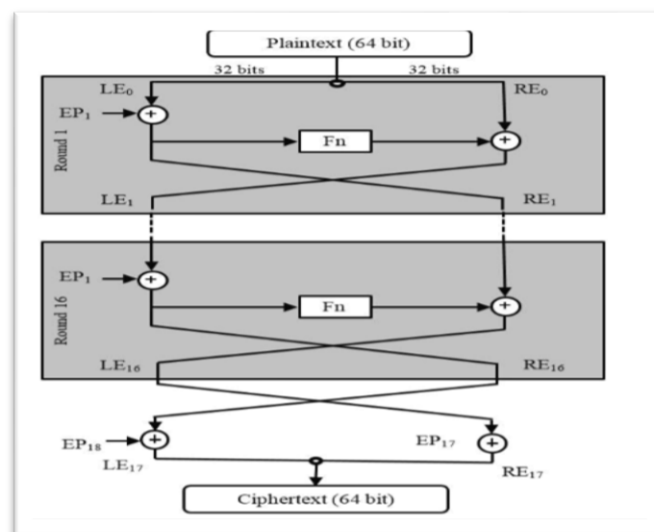 Plaintext (64 bit)
32 bits 32 bits
LE₀ RE₀
EP₁
Fn
Round 1
LE₁ RE₁
EP₁
Fn
Round 16
LE₁₆ RE₁₆
EP₁₈ EP₁₇
LE₁₇ RE₁₇
Ciphertext (64 bit)